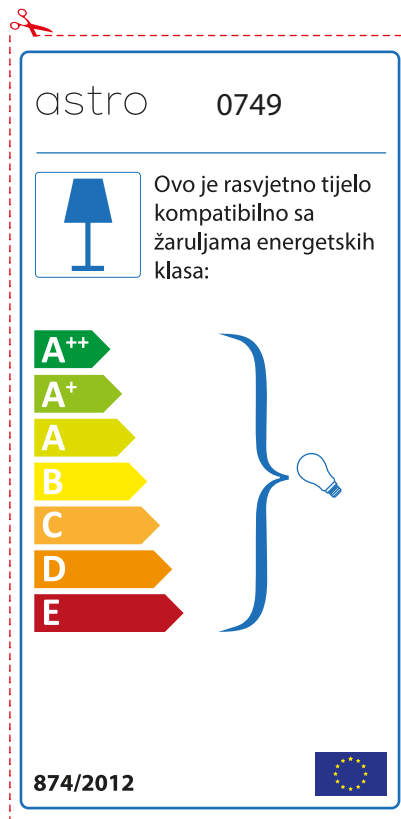 astro 0749
Ovo je rasvjetno tijelo
kompatibilno sa
žaruljama energetskih
klasa:
A++
A+
A
B
C
D
E
874/2012